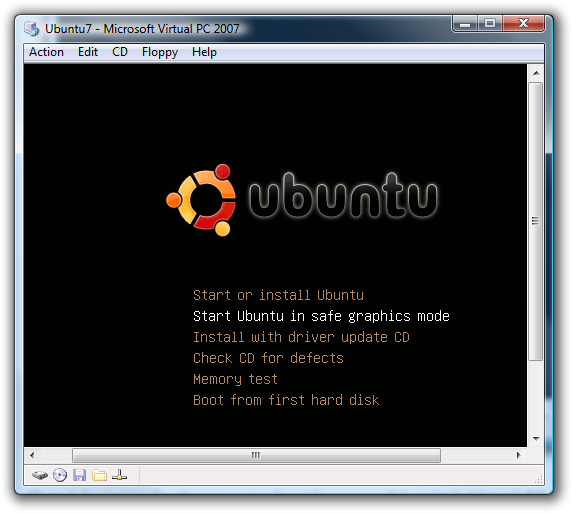 Ubuntu7 - Microsoft Virtual PC 2007
Action Edit CD Floppy Help
ubuntu
Start or install Ubuntu
Start Ubuntu in safe graphics mode
Install with driver update CD
Check CD for defects
Memory test
Boot from first hard disk